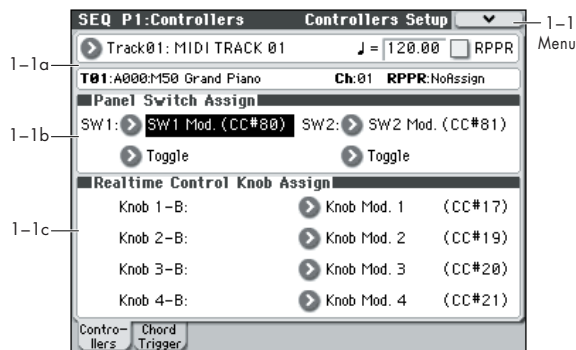 SEQ P1:Controllers Controllers Setup
1–1
Menu
Track01: MIDI TRACK 01 ♩= 120.00 RPPR
1–1a
T01:A000:M50 Grand Piano Ch:01 RPPR:NoAssign
Panel Switch Assign
1–1b
SW1: SW1 Mod. (CC#80) SW2: SW2 Mod. (CC#81)
Toggle Toggle
Realtime Control Knob Assign
1–1c
Knob 1-B: Knob Mod. 1 (CC#17)
Knob 2-B: Knob Mod. 2 (CC#19)
Knob 3-B: Knob Mod. 3 (CC#20)
Knob 4-B: Knob Mod. 4 (CC#21)
Contro- Chord
llers Trigger